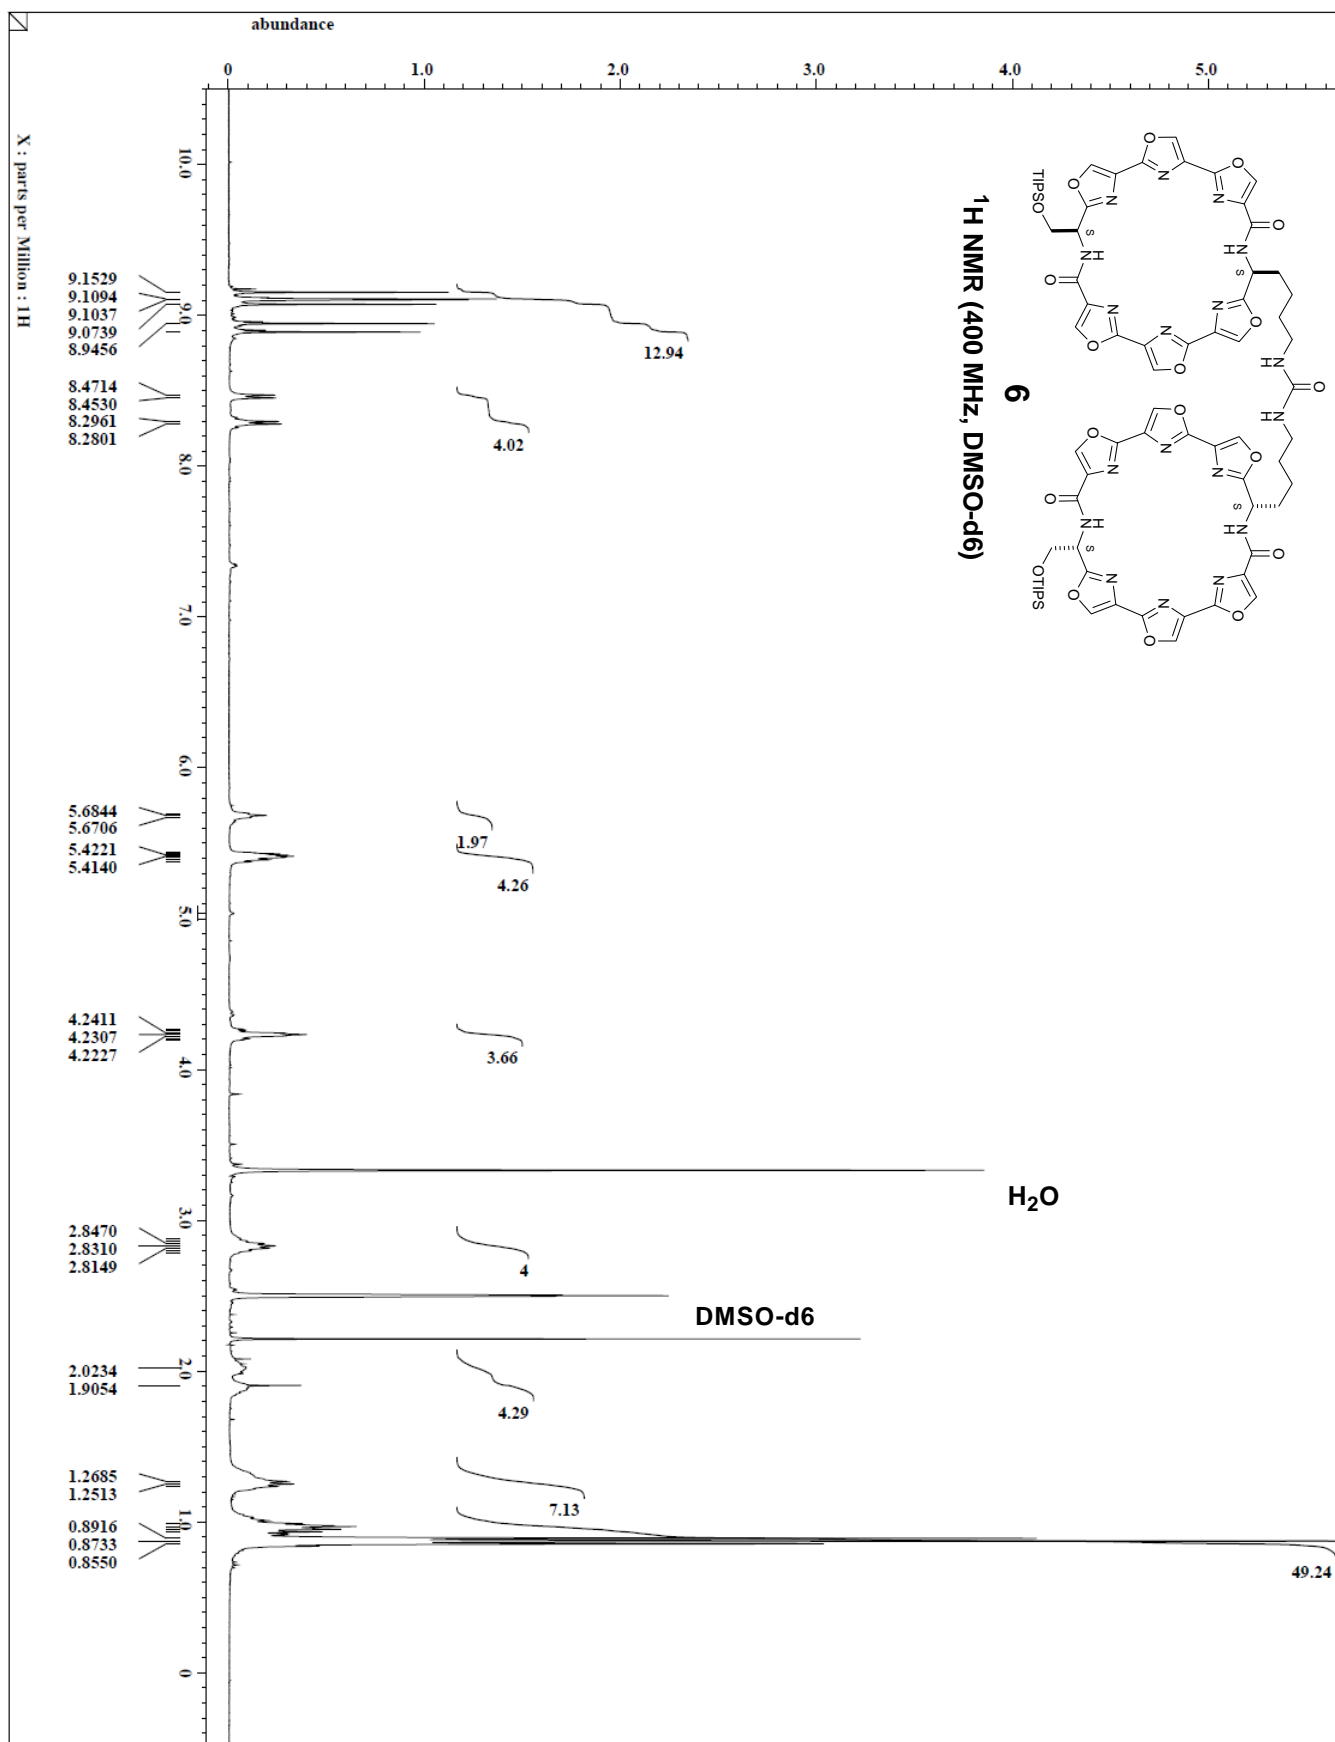 abundance
0 1.0 2.0 3.0 4.0 5.0
X : parts per Million : 1H
10.0
9.0
8.0
7.0
6.0
5.0
4.0
3.0
2.0
1.0
0
9.1529
9.1094
9.1037
9.0739
8.9456
8.4714
8.4530
8.2961
8.2801
5.6844
5.6706
5.4221
5.4140
4.2411
4.2307
4.2227
2.8470
2.8310
2.8149
2.0234
1.9054
1.2685
1.2513
0.8916
0.8733
0.8550
12.94
4.02
1.97
4.26
3.66
4
4.29
7.13
49.24
H₂O
DMSO-d6
6
¹H NMR (400 MHz, DMSO-d6)
O
N
O
N
O
N
TIPSO
S
N
H
O
O
H
N
S
N
O
N
O
N
O
N
H
O
N
H
O
N
O
N
O
N
O
H
N
S
OTIPS
S
N
H
O
N
O
N
O
N
O